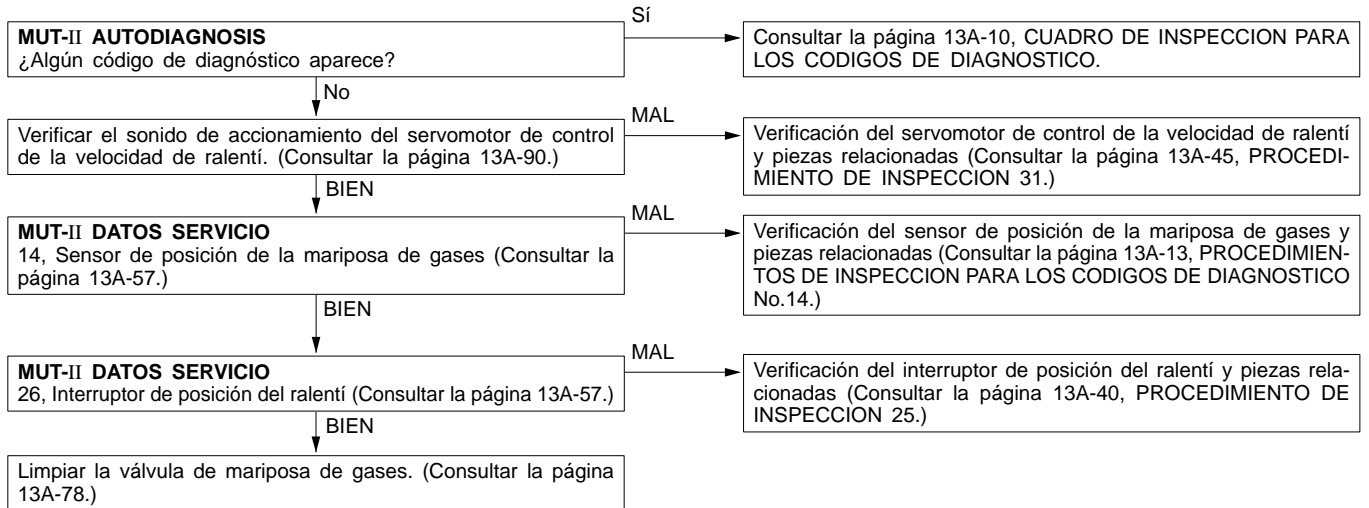 MUT-II AUTODIAGNOSIS
¿Algún código de diagnóstico aparece?
Sí
Consultar la página 13A-10, CUADRO DE INSPECCION PARA
LOS CODIGOS DE DIAGNOSTICO.
No
Verificar el sonido de accionamiento del servomotor de control
de la velocidad de ralentí. (Consultar la página 13A-90.)
MAL
Verificación del servomotor de control de la velocidad de ralentí
y piezas relacionadas (Consultar la página 13A-45, PROCEDI-
MIENTO DE INSPECCION 31.)
BIEN
MUT-II DATOS SERVICIO
14, Sensor de posición de la mariposa de gases (Consultar la
página 13A-57.)
MAL
Verificación del sensor de posición de la mariposa de gases y
piezas relacionadas (Consultar la página 13A-13, PROCEDIMIEN-
TOS DE INSPECCION PARA LOS CODIGOS DE DIAGNOSTICO
No.14.)
BIEN
MUT-II DATOS SERVICIO
26, Interruptor de posición del ralentí (Consultar la página 13A-57.)
MAL
Verificación del interruptor de posición del ralentí y piezas rela-
cionadas (Consultar la página 13A-40, PROCEDIMIENTO DE
INSPECCION 25.)
BIEN
Limpiar la válvula de mariposa de gases. (Consultar la página
13A-78.)